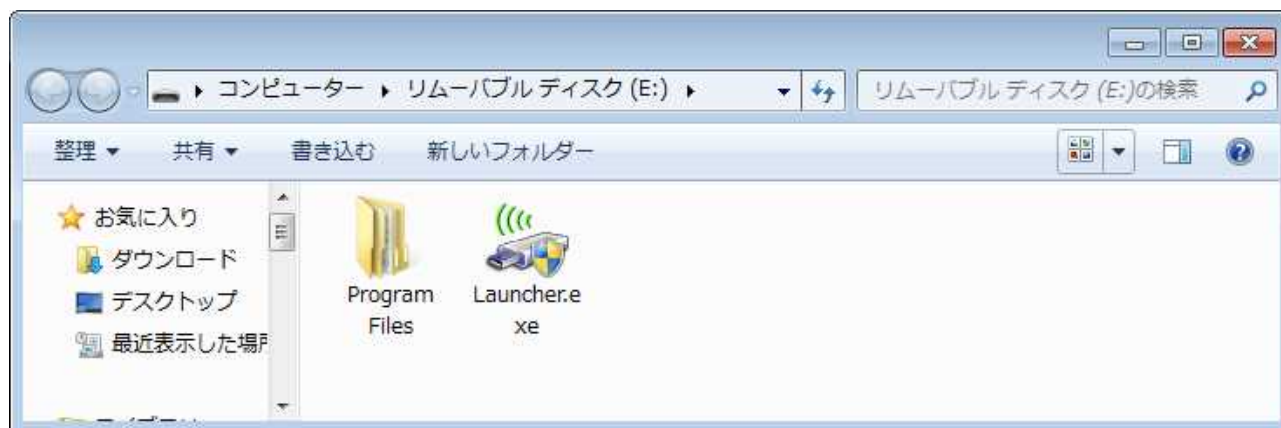 コンピューター リムーバブル ディスク (E:) リムーバブル ディスク (E:)の検索
整理 共有 書き込む 新しいフォルダー
お気に入り
ダウンロード
デスクトップ
最近表示した場所
Program
Files
Launcher.e
xe